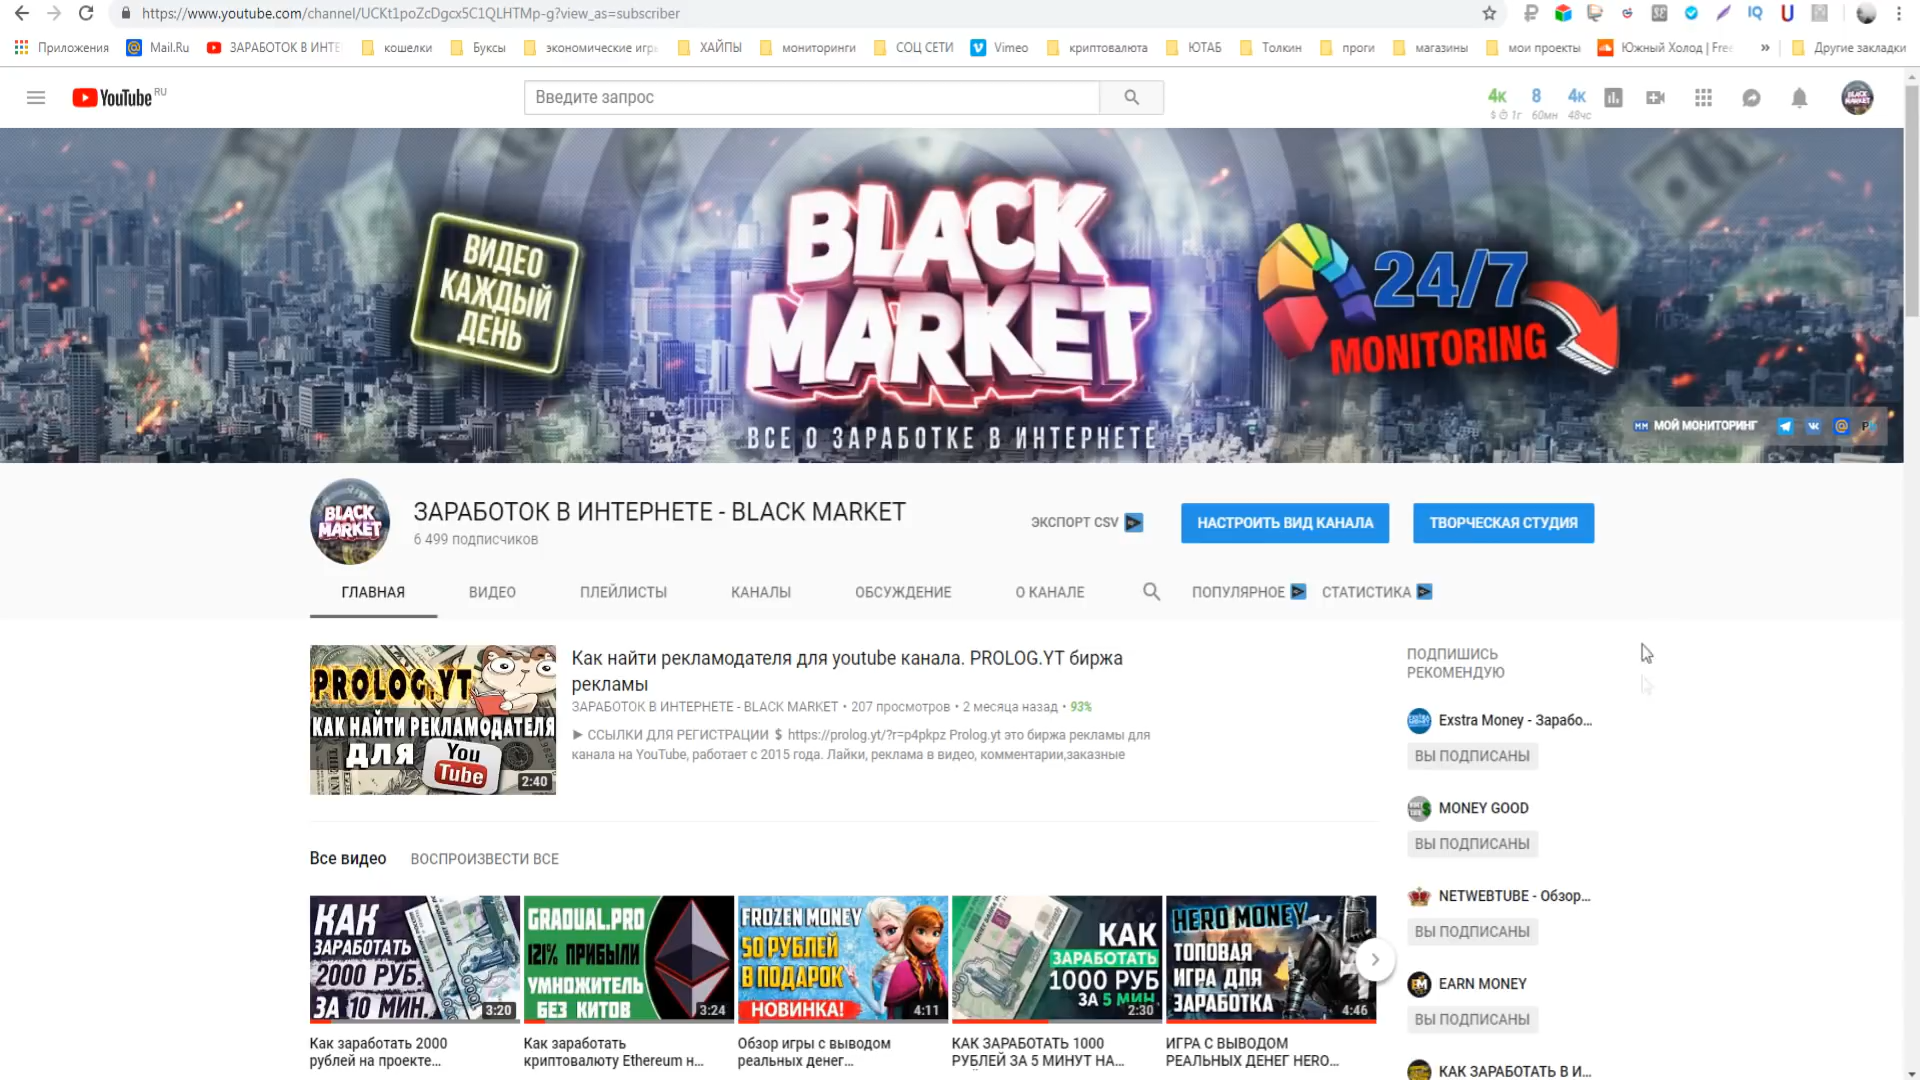 https://www.youtube.com/channel/UCKt1poZcDgcx5C1QLHTMp-g?view_as=subscriber
Приложения
Mail.Ru
ЗАРАБОТОК В ИНТЕ
кошелки
Буксы
экономические игры
ХАЙПЫ
мониторинги
СОЦ СЕТИ
Vimeo
криптовалюта
ЮТАБ
Толкин
проги
магазины
мои проекты
Южный Холод | Free
»
Другие закладки
YouTube RU
Введите запрос
4к 8 4к
1г 60мн 48чс
ВИДЕО
КАЖДЫЙ
ДЕНЬ
BLACK
MARKET
ВСЕ О ЗАРАБОТКЕ В ИНТЕРНЕТЕ
24/7
MONITORING
МОЙ МОНИТОРИНГ
BLACK
MARKET
ЗАРАБОТОК В ИНТЕРНЕТЕ - BLACK MARKET
6 499 подписчиков
ЭКСПОРТ CSV
НАСТРОИТЬ ВИД КАНАЛА
ТВОРЧЕСКАЯ СТУДИЯ
ГЛАВНАЯ
ВИДЕО
ПЛЕЙЛИСТЫ
КАНАЛЫ
ОБСУЖДЕНИЕ
О КАНАЛЕ
ПОПУЛЯРНОЕ
СТАТИСТИКА
PROLOG.YT
КАК НАЙТИ РЕКЛАМОДАТЕЛЯ
ДЛЯ
You
Tube
2:40
Как найти рекламодателя для youtube канала. PROLOG.YT биржа
рекламы
ЗАРАБОТОК В ИНТЕРНЕТЕ - BLACK MARKET • 207 просмотров • 2 месяца назад • 93%
► ССЫЛКИ ДЛЯ РЕГИСТРАЦИИ $ https://prolog.yt/?r=p4pkpz Prolog.yt это биржа рекламы для
канала на YouTube, работает с 2015 года. Лайки, реклама в видео, комментарии,заказные
ПОДПИШИСЬ
РЕКОМЕНДУЮ
Exstra Money - Зарабо...
ВЫ ПОДПИСАНЫ
MONEY GOOD
ВЫ ПОДПИСАНЫ
NETWEBTUBE - Обзор...
ВЫ ПОДПИСАНЫ
EARN MONEY
ВЫ ПОДПИСАНЫ
КАК ЗАРАБОТАТЬ В И...
Все видео
ВОСПРОИЗВЕСТИ ВСЕ
КАК
ЗАРАБОТАТЬ
2000 РУБ.
ЗА 10 МИН.
3:20
Как заработать 2000
рублей на проекте...
GRADUAL.PRO
121% ПРИБЫЛИ
УМНОЖИТЕЛЬ
БЕЗ КИТОВ
3:24
Как заработать
криптовалюту Ethereum н...
FROZEN MONEY
50 РУБЛЕЙ
В ПОДАРОК
НОВИНКА!
4:11
Обзор игры с выводом
реальных денег...
КАК
ЗАРАБОТАТЬ
1000 РУБ
ЗА 5 МИН.
2:30
КАК ЗАРАБОТАТЬ 1000
РУБЛЕЙ ЗА 5 МИНУТ НА...
HERO MONEY
ТОПОВАЯ
ИГРА ДЛЯ
ЗАРАБОТКА
4:46
ИГРА С ВЫВОДОМ
РЕАЛЬНЫХ ДЕНЕГ HERO...